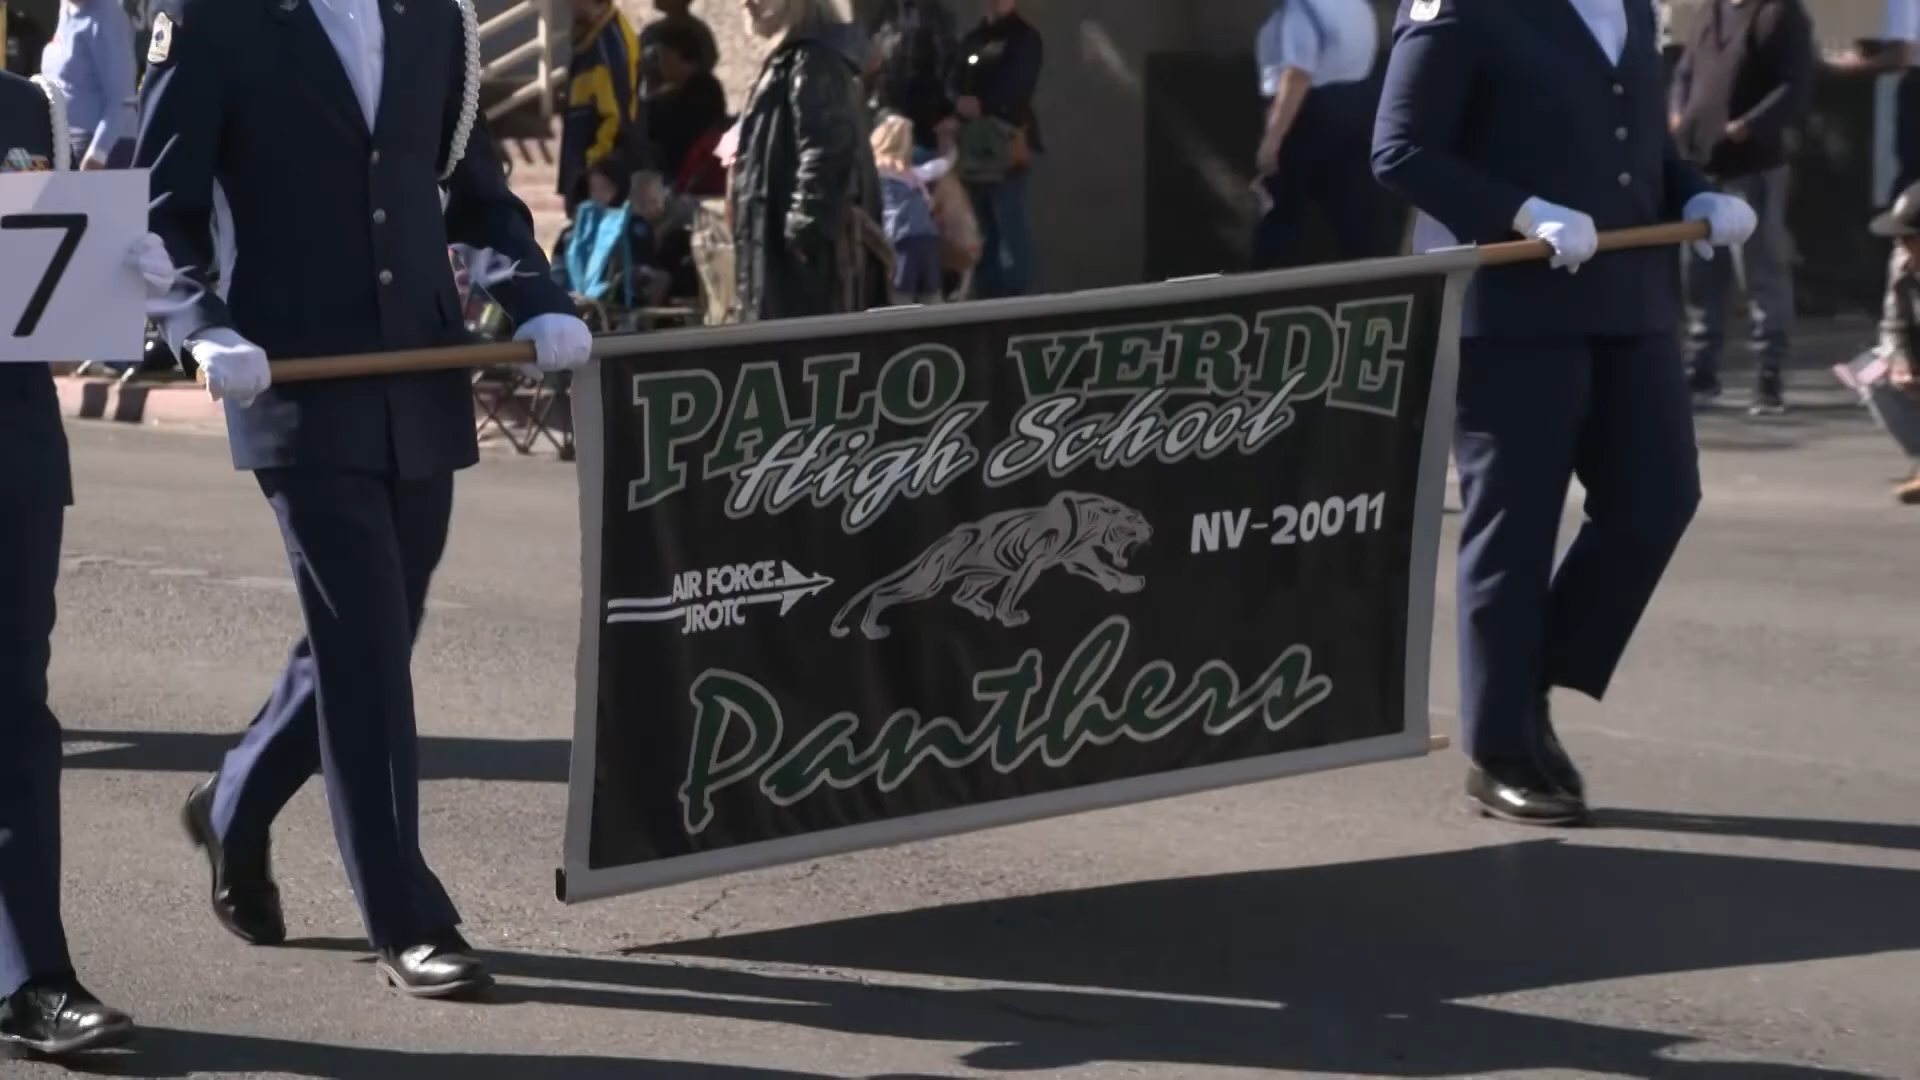 7
PALO VERDE
High School
NV-20011
AIR FORCE
JROTC
Panthers